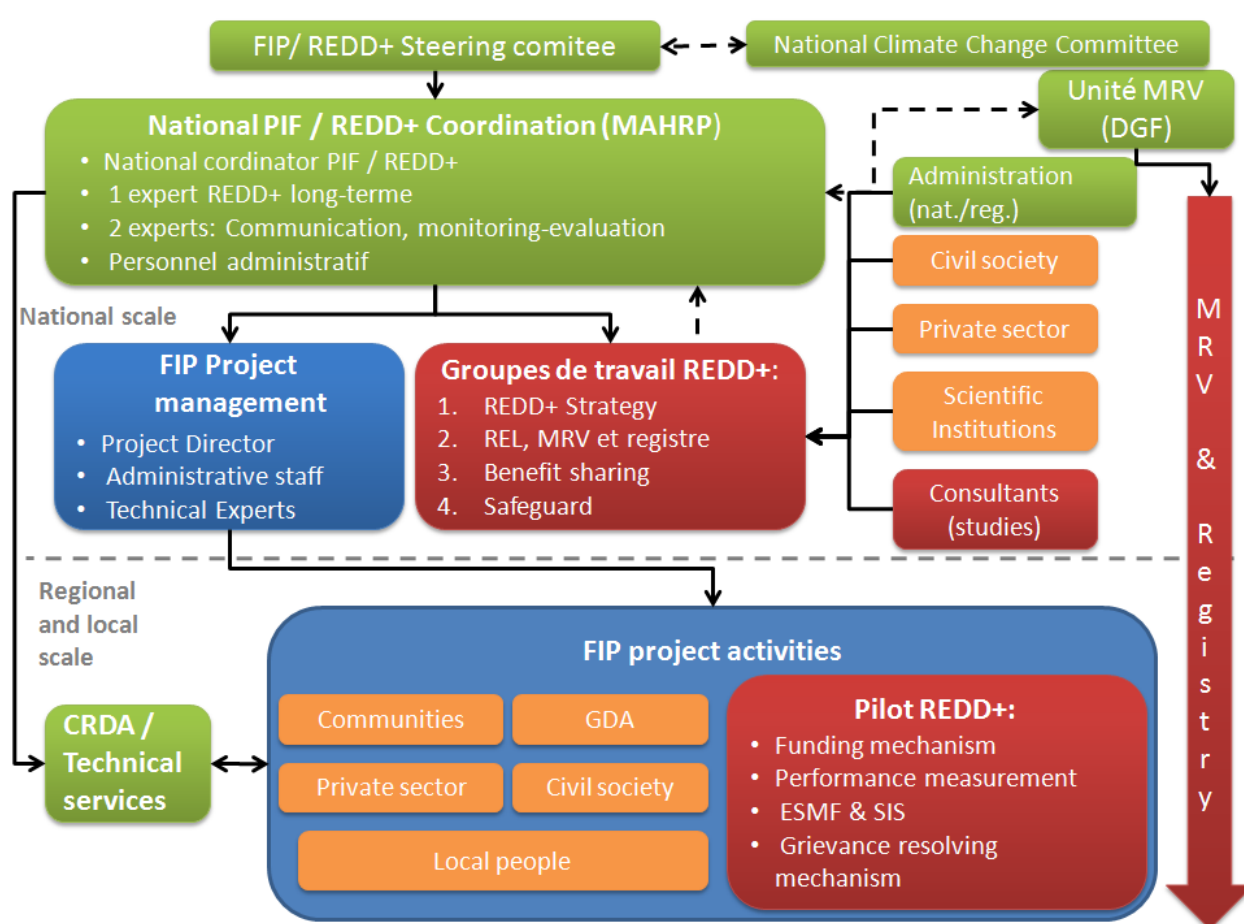 FIP/ REDD+ Steering comitee
National Climate Change Committee
Unité MRV
(DGF)
National PIF / REDD+ Coordination (MAHRP)
• National cordinator PIF / REDD+
• 1 expert REDD+ long-terme
• 2 experts: Communication, monitoring-evaluation
• Personnel administratif
Administration
(nat./reg.)
Civil society
Private sector
Scientific
Institutions
Consultants
(studies)
MRV & Registry
National scale
FIP Project
management
• Project Director
• Administrative staff
• Technical Experts
Groupes de travail REDD+:
1. REDD+ Strategy
2. REL, MRV et registre
3. Benefit sharing
4. Safeguard
Regional
and local
scale
CRDA /
Technical
services
FIP project activities
Communities
GDA
Private sector
Civil society
Local people
Pilot REDD+:
• Funding mechanism
• Performance measurement
• ESMF & SIS
• Grievance resolving
mechanism